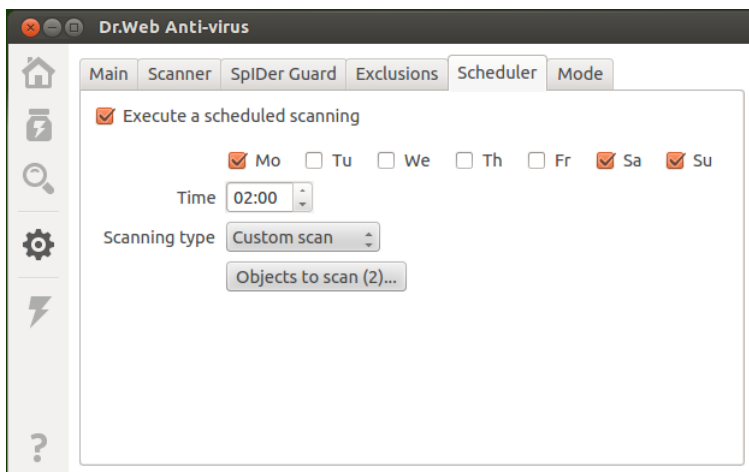 Dr.Web Anti-virus
Main Scanner SpIDer Guard Exclusions Scheduler Mode
Execute a scheduled scanning
Mo Tu We Th Fr Sa Su
Time 02:00
Scanning type Custom scan
Objects to scan (2)...
?